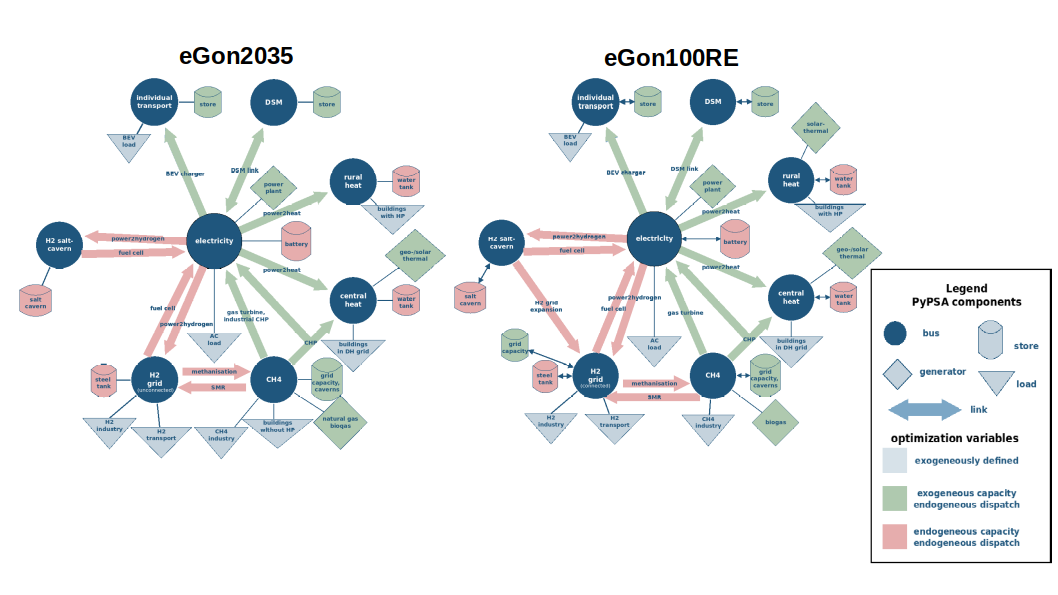 eGon2035
individual
transport
store
DSM
store
BEV
load
BEV charger
DSM link
power
plant
rural
heat
water
tank
buildings
with HP
power2heat
H2 salt-
cavern
power2hydrogen
fuel cell
electricity
battery
geo-/solar
thermal
power2heat
salt
cavern
fuel cell
power2hydrogen
gas turbine,
industrial CHP
central
heat
water
tank
AC
load
CHP
buildings
in DH grid
steel
tank
H2
grid
(unconnected)
methanisation
SMR
CH4
grid
capacity,
caverns
H2
industry
H2
transport
CH4
industry
buildings
without HP
natural gas
biogas
eGon100RE
individual
transport
store
DSM
store
solar-
thermal
BEV
load
BEV charger
DSM link
power
plant
rural
heat
water
tank
buildings
with HP
power2heat
H2 salt-
cavern
power2hydrogen
fuel cell
electricity
battery
geo-/solar
thermal
power2heat
salt
cavern
H2 grid
expansion
power2hydrogen
fuel cell
gas turbine
central
heat
water
tank
grid
capacity
AC
load
CHP
buildings
in DH grid
steel
tank
H2
grid
(connected)
methanisation
SMR
CH4
grid
capacity,
caverns
H2
industry
H2
transport
CH4
industry
biogas
Legend
PyPSA components
bus
store
generator
load
link
optimization variables
exogeneously defined
exogeneous capacity
endogeneous dispatch
endogeneous capacity
endogeneous dispatch